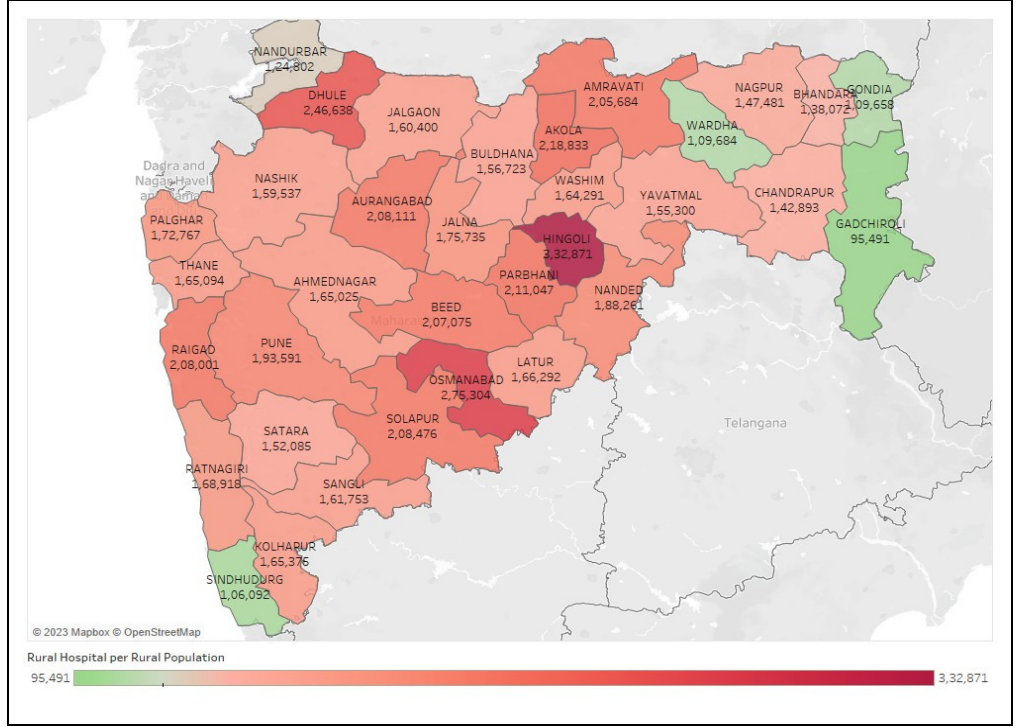 NANDURBAR
1,24,802
DHULE
2,46,638
JALGAON
1,60,400
AMRAVATI
2,05,684
NAGPUR
1,47,481
BHANDARA
1,38,072
GONDIA
1,09,658
WARDHA
1,09,684
AKOLA
2,18,833
BULDHANA
1,56,723
Dadra and
Nagar Haveli
and Daman
NASHIK
1,59,537
WASHIM
1,64,291
YAVATMAL
1,55,300
CHANDRAPUR
1,42,893
AURANGABAD
2,08,111
JALNA
1,75,735
PALGHAR
1,72,767
GADCHIROLI
95,491
HINGOLI
3,32,871
THANE
1,65,094
AHMEDNAGAR
1,65,025
PARBHANI
2,11,047
NANDED
1,88,261
BEED
2,07,075
RAIGAD
2,08,001
PUNE
1,93,591
LATUR
1,66,292
OSMANABAD
2,75,304
SOLAPUR
2,08,476
Telangana
SATARA
1,52,085
RATNAGIRI
1,68,918
SANGLI
1,61,753
KOLHAPUR
1,65,376
SINDHUDURG
1,06,092
© 2023 Mapbox © OpenStreetMap
Rural Hospital per Rural Population
95,491
3,32,871